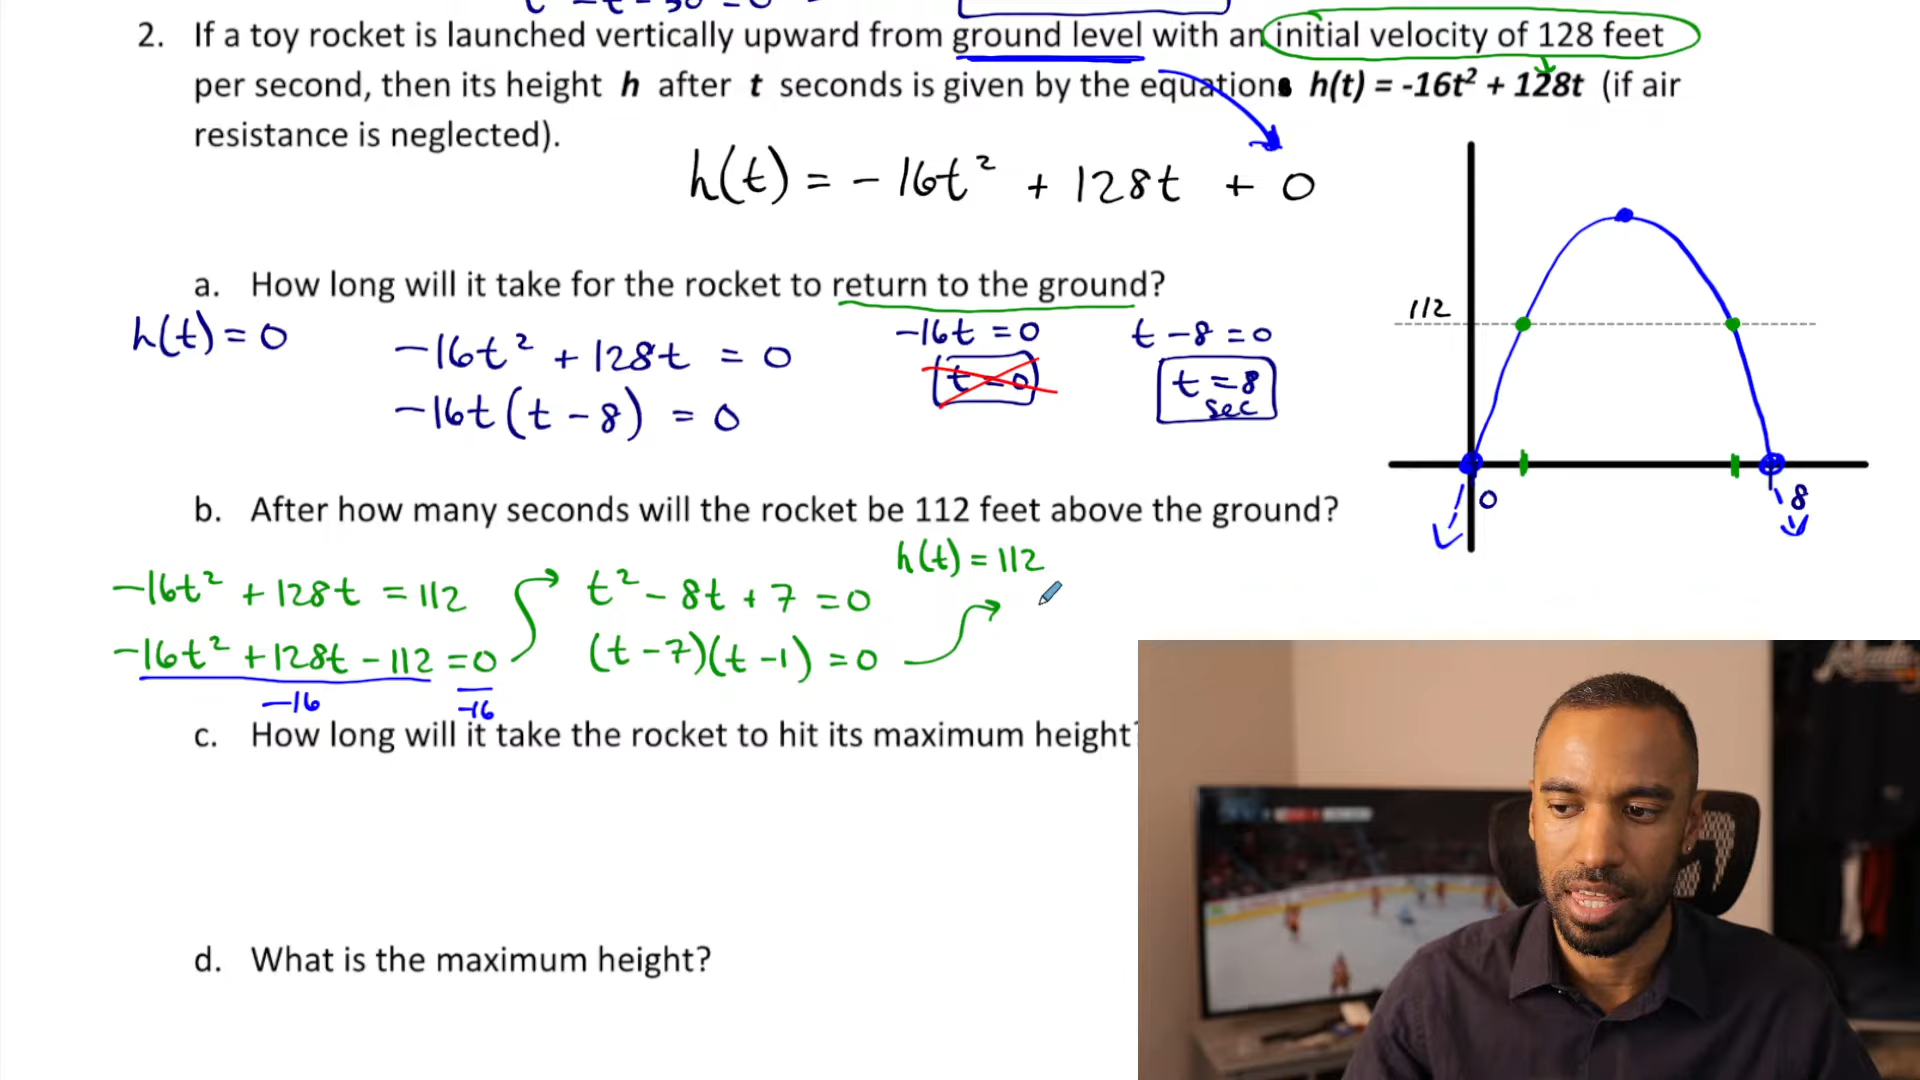 2. If a toy rocket is launched vertically upward from ground level with an initial velocity of 128 feet
per second, then its height h after t seconds is given by the equations h(t) = -16t² + 128t (if air
resistance is neglected).
h(t) = - 16t² + 128t + 0
a. How long will it take for the rocket to return to the ground?
h(t) = 0
-16t² + 128t = 0
-16t (t - 8) = 0
-16t = 0
t = 0
t - 8 = 0
t = 8
sec
112
0
8
b. After how many seconds will the rocket be 112 feet above the ground?
h(t) = 112
-16t² + 128t = 112
-16t² + 128t - 112 = 0
-16 -16
t² - 8t + 7 = 0
(t - 7)(t - 1) = 0
c. How long will it take the rocket to hit its maximum height
d. What is the maximum height?